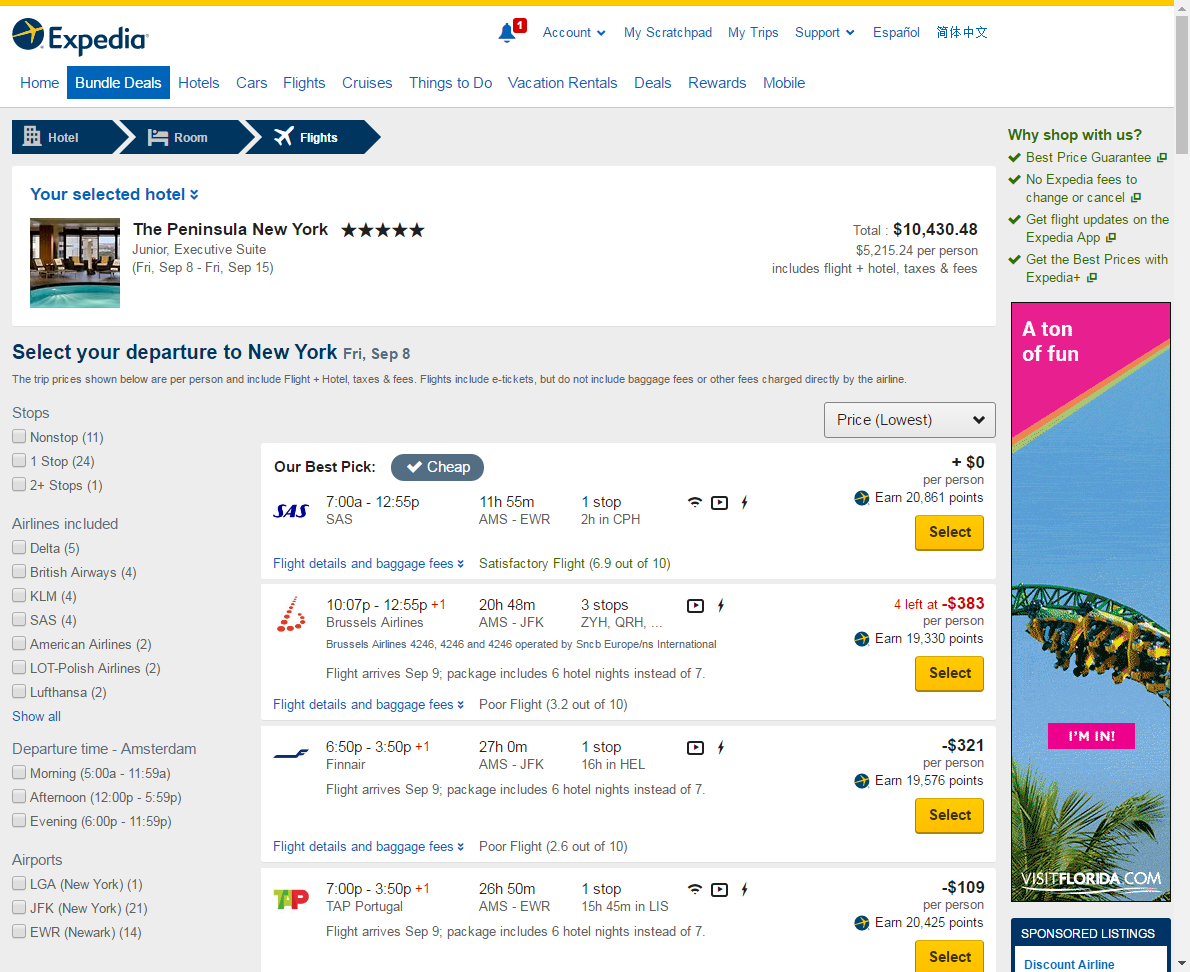 Expedia
1
Account
My Scratchpad
My Trips
Support
Español
简体中文
Home
Bundle Deals
Hotels
Cars
Flights
Cruises
Things to Do
Vacation Rentals
Deals
Rewards
Mobile
Hotel
Room
Flights
Your selected hotel
The Peninsula New York
Junior, Executive Suite
(Fri, Sep 8 - Fri, Sep 15)
Total : $10,430.48
$5,215.24 per person
includes flight + hotel, taxes & fees
Select your departure to New York Fri, Sep 8
The trip prices shown below are per person and include Flight + Hotel, taxes & fees. Flights include e-tickets, but do not include baggage fees or other fees charged directly by the airline.
Stops
Nonstop (11)
1 Stop (24)
2+ Stops (1)
Airlines included
Delta (5)
British Airways (4)
KLM (4)
SAS (4)
American Airlines (2)
LOT-Polish Airlines (2)
Lufthansa (2)
Show all
Departure time - Amsterdam
Morning (5:00a - 11:59a)
Afternoon (12:00p - 5:59p)
Evening (6:00p - 11:59p)
Airports
LGA (New York) (1)
JFK (New York) (21)
EWR (Newark) (14)
Price (Lowest)
Our Best Pick: Cheap
SAS
7:00a - 12:55p
SAS
11h 55m
AMS - EWR
1 stop
2h in CPH
+ $0
per person
Earn 20,861 points
Select
Flight details and baggage fees
Satisfactory Flight (6.9 out of 10)
10:07p - 12:55p +1
Brussels Airlines
20h 48m
AMS - JFK
3 stops
ZYH, QRH, ...
Brussels Airlines 4246, 4246 and 4246 operated by Sncb Europe/ns International
Flight arrives Sep 9; package includes 6 hotel nights instead of 7.
4 left at -$383
per person
Earn 19,330 points
Select
Flight details and baggage fees
Poor Flight (3.2 out of 10)
6:50p - 3:50p +1
Finnair
27h 0m
AMS - JFK
1 stop
16h in HEL
Flight arrives Sep 9; package includes 6 hotel nights instead of 7.
-$321
per person
Earn 19,576 points
Select
Flight details and baggage fees
Poor Flight (2.6 out of 10)
TAP
7:00p - 3:50p +1
TAP Portugal
26h 50m
AMS - EWR
1 stop
15h 45m in LIS
Flight arrives Sep 9; package includes 6 hotel nights instead of 7.
-$109
per person
Earn 20,425 points
Select
Why shop with us?
Best Price Guarantee
No Expedia fees to
change or cancel
Get flight updates on the
Expedia App
Get the Best Prices with
Expedia+
A ton
of fun
I'M IN!
VISITFLORIDA.COM
SPONSORED LISTINGS
Discount Airline